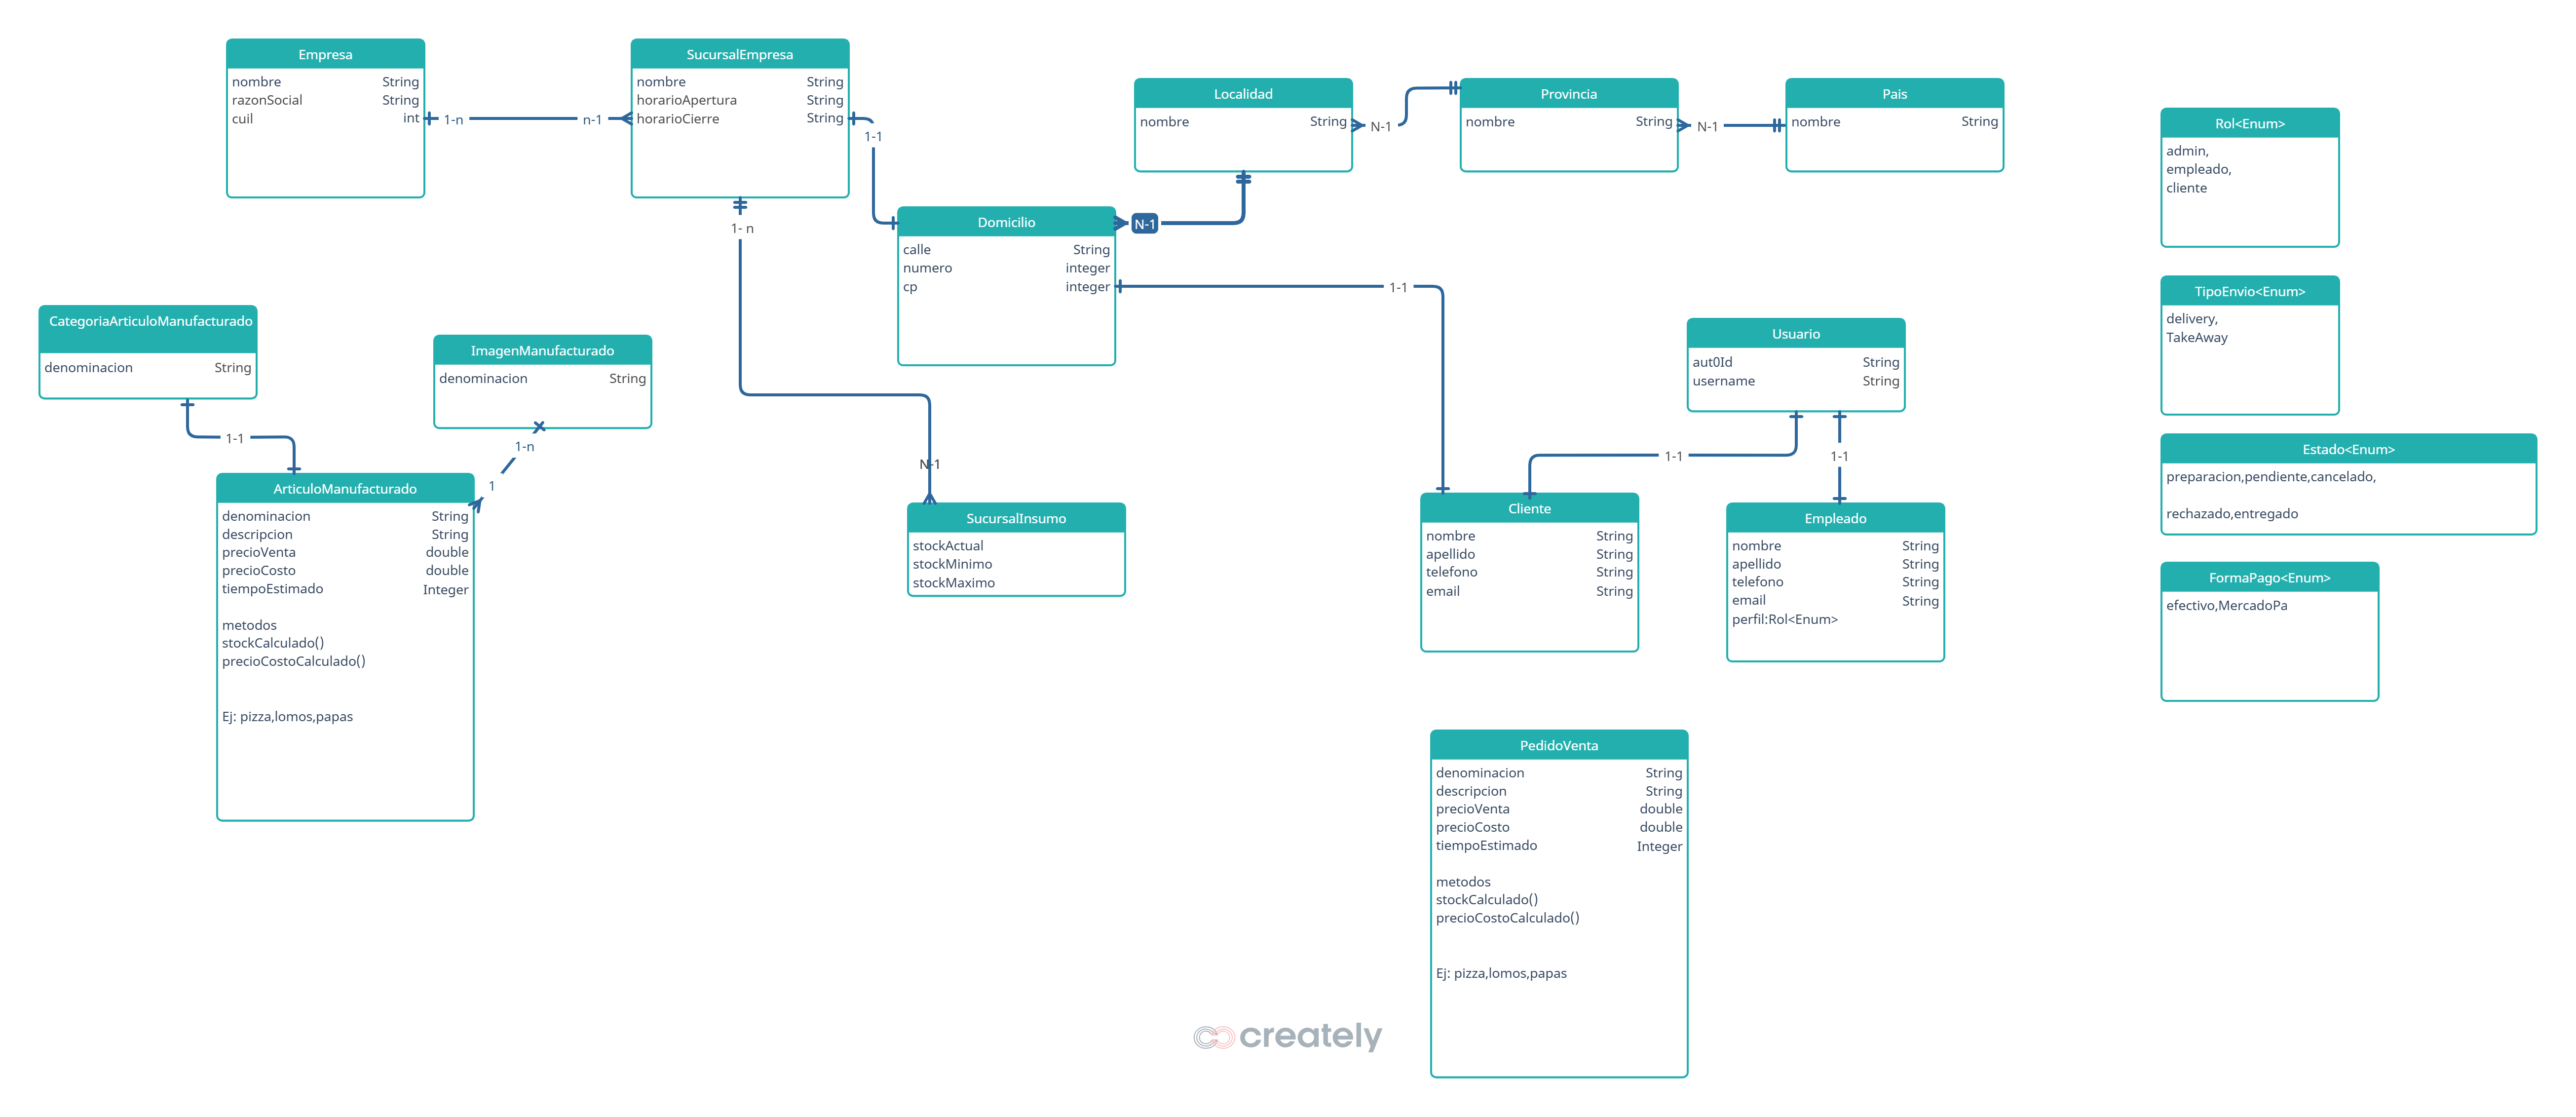 Empresa
nombre String
razonSocial String
cuil int
1-n
n-1
SucursalEmpresa
nombre String
horarioApertura String
horarioCierre String
1-1
1- n
Localidad
nombre String
N-1
Provincia
nombre String
N-1
Pais
nombre String
Rol<Enum>
admin,
empleado,
cliente
Domicilio
calle String
numero integer
cp integer
N-1
1-1
TipoEnvio<Enum>
delivery,
TakeAway
CategoriaArticuloManufacturado
denominacion String
1-1
ImagenManufacturado
denominacion String
1-n
1
Usuario
aut0Id String
username String
1-1
1-1
Estado<Enum>
preparacion,pendiente,cancelado,
rechazado,entregado
ArticuloManufacturado
denominacion String
descripcion String
precioVenta double
precioCosto double
tiempoEstimado Integer
metodos
stockCalculado()
precioCostoCalculado()
Ej: pizza,lomos,papas
N-1
SucursalInsumo
stockActual
stockMinimo
stockMaximo
Cliente
nombre String
apellido String
telefono String
email String
Empleado
nombre String
apellido String
telefono String
email String
perfil:Rol<Enum>
FormaPago<Enum>
efectivo,MercadoPa
PedidoVenta
denominacion String
descripcion String
precioVenta double
precioCosto double
tiempoEstimado Integer
metodos
stockCalculado()
precioCostoCalculado()
Ej: pizza,lomos,papas
creately